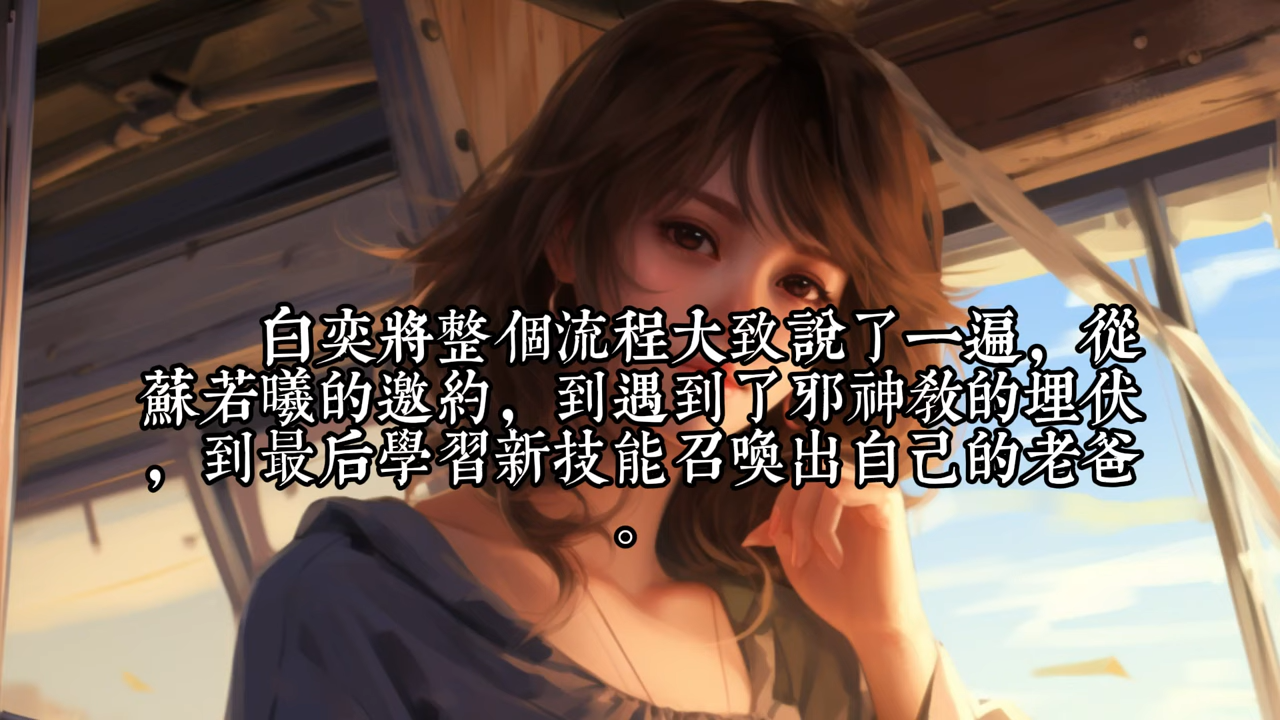 白奕將整個流程大致說了一遍，從
蘇若曦的邀約，到遇到了邪神教的埋伏
，到最后學習新技能召喚出自己的老爸
。